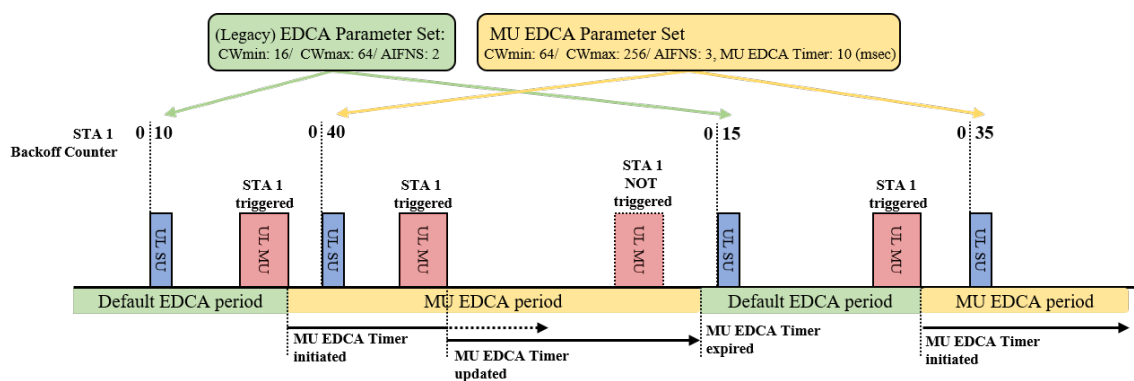 (Legacy) EDCA Parameter Set:
CWmin: 16/ CWmax: 64/ AIFNS: 2
MU EDCA Parameter Set
CWmin: 64/ CWmax: 256/ AIFNS: 3, MU EDCA Timer: 10 (msec)
STA 1
Backoff Counter
0 10
0 40
0 15
0 35
STA 1
triggered
STA 1
triggered
STA 1
NOT
triggered
STA 1
triggered
UL SU
UL MU
UL SU
UL MU
UL MU
UL SU
UL MU
UL SU
Default EDCA period
MU EDCA period
Default EDCA period
MU EDCA period
MU EDCA Timer
initiated
MU EDCA Timer
updated
MU EDCA Timer
expired
MU EDCA Timer
initiated